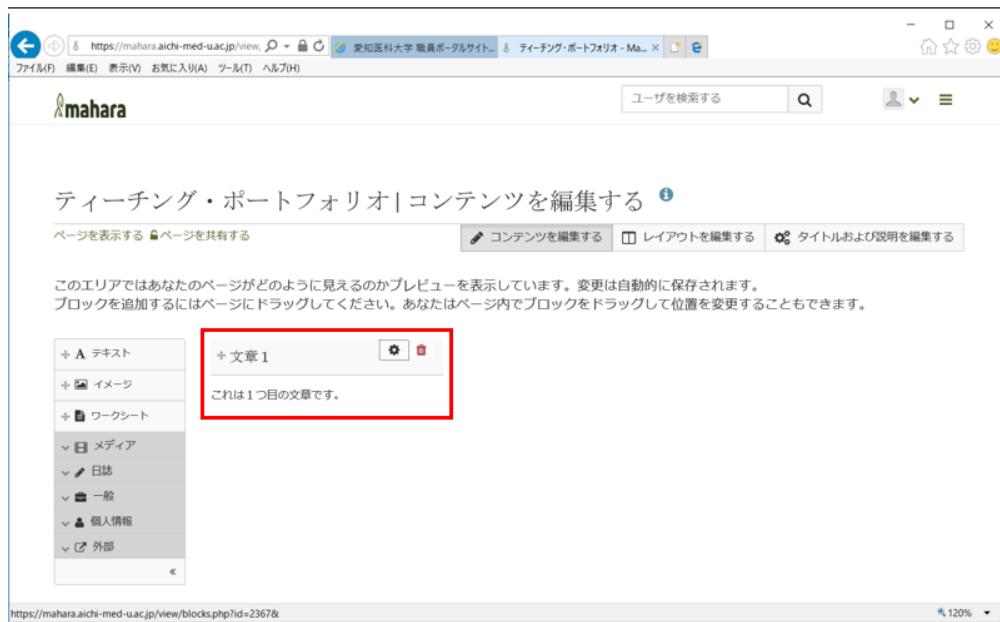 https://mahara.aichi-med-u.ac.jp/view,
愛知医科大学 職員ポータルサイト...
ティーチング・ポートフォリオ - Ma...
ファイル(F) 編集(E) 表示(V) お気に入り(A) ツール(T) ヘルプ(H)
mahara
ユーザを検索する
ティーチング・ポートフォリオ | コンテンツを編集する
ページを表示する ページを共有する
コンテンツを編集する
レイアウトを編集する
タイトルおよび説明を編集する
このエリアではあなたのページがどのように見えるのかプレビューを表示しています。変更は自動的に保存されます。
ブロックを追加するにはページにドラッグしてください。あなたはページ内でブロックをドラッグして位置を変更することもできます。
A テキスト
イメージ
ワークシート
メディア
日誌
一般
個人情報
外部
«
文章1
これは1つ目の文章です。
https://mahara.aichi-med-u.ac.jp/view/blocks.php?id=2367&
120%